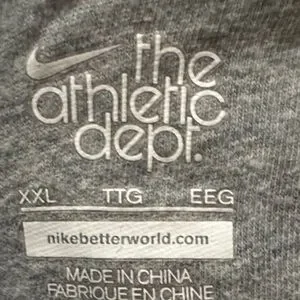 the
athletic
dept.
XXL TTG EEG
nikebetterworld.com
MADE IN CHINA
FABRIQUE EN CHINE